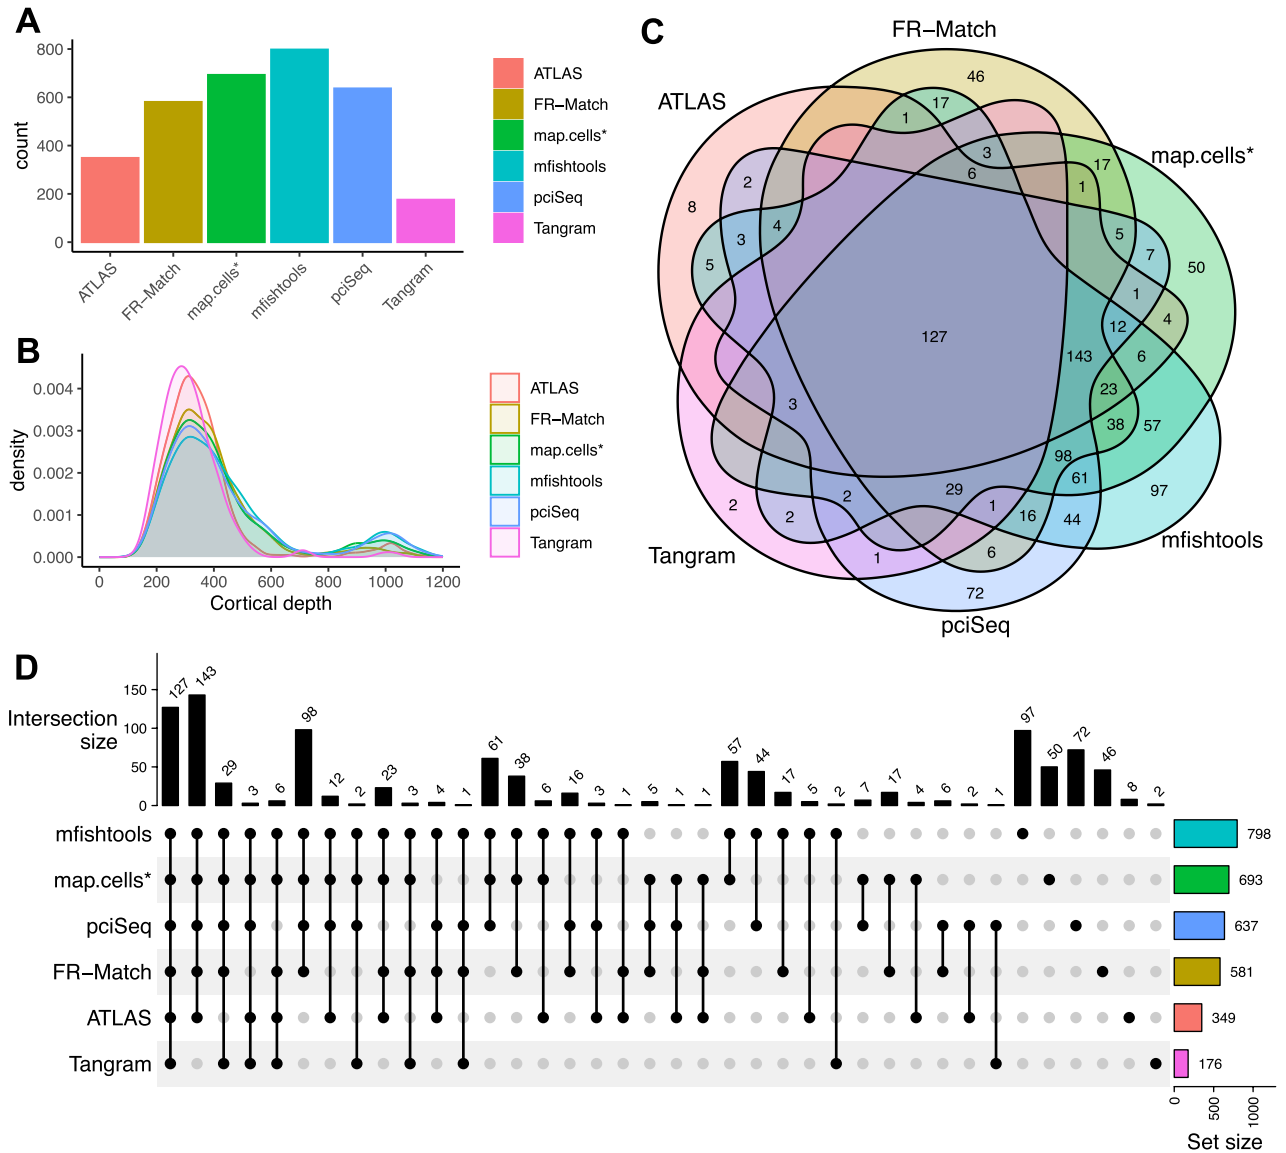 A
800
600
400
200
0
count
ATLAS
FR−Match
map.cells*
mfishtools
pciSeq
Tangram
ATLAS
FR−Match
map.cells*
mfishtools
pciSeq
Tangram
B
0.004
0.003
0.002
0.001
0.000
density
0 200 400 600 800 1000 1200
Cortical depth
ATLAS
FR−Match
map.cells*
mfishtools
pciSeq
Tangram
C
FR−Match
ATLAS
map.cells*
mfishtools
pciSeq
Tangram
46
17
1
3
6
17
1
2
8
4
3
5
5
7
50
1
4
12
6
127
143
23
38
57
3
98
61
97
29
2
1
16
44
2
2
1
6
72
D
Intersection
size
150
100
50
0
127 143 29 3 6 98 12 2 23 3 4 1 61 38 6 16 3 1 5 1 1 57 44 17 5 2 7 17 4 6 2 1 97 50 72 46 8 2
mfishtools 798
map.cells* 693
pciSeq 637
FR−Match 581
ATLAS 349
Tangram 176
0 500 1000
Set size